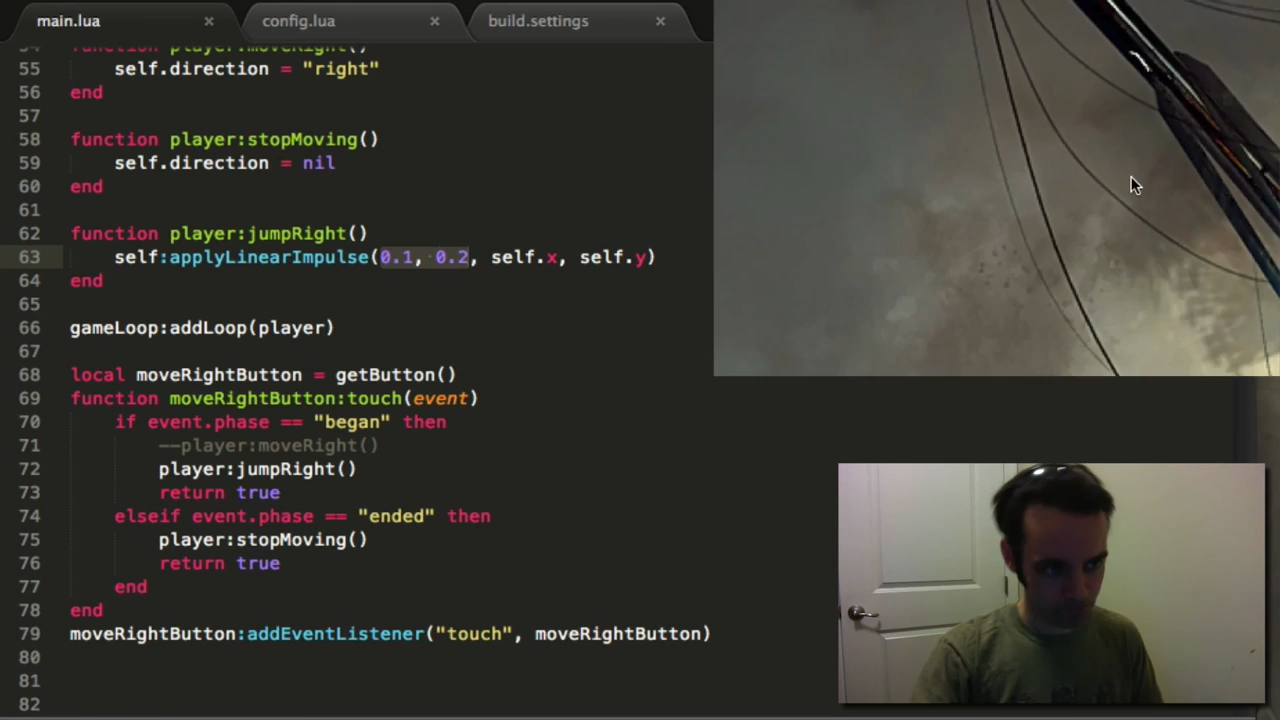 main.lua × config.lua × build.settings ×
54 function player:moveRight()
55 self.direction = "right"
56 end
57
58 function player:stopMoving()
59 self.direction = nil
60 end
61
62 function player:jumpRight()
63 self:applyLinearImpulse(0.1, 0.2, self.x, self.y)
64 end
65
66 gameLoop:addLoop(player)
67
68 local moveRightButton = getButton()
69 function moveRightButton:touch(event)
70 if event.phase == "began" then
71 --player:moveRight()
72 player:jumpRight()
73 return true
74 elseif event.phase == "ended" then
75 player:stopMoving()
76 return true
77 end
78 end
79 moveRightButton:addEventListener("touch", moveRightButton)
80
81
82